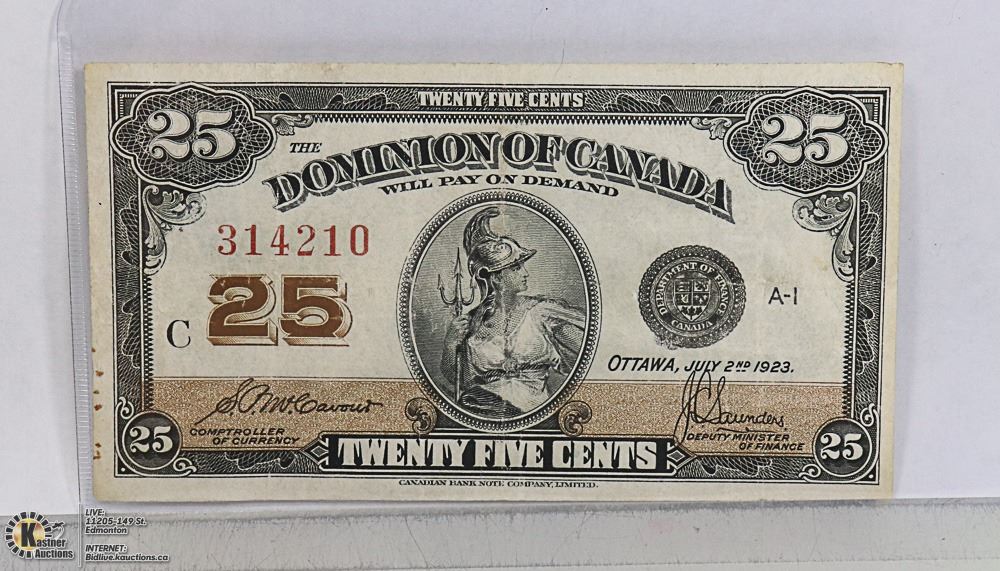 TWENTY FIVE CENTS
25
25
THE
DOMINION OF CANADA
WILL PAY ON DEMAND
314210
C
25
DEPARTMENT OF FINANCE
CANADA
A-1
OTTAWA, JULY 2ND 1923.
COMPTROLLER
OF CURRENCY
J C Saunders
DEPUTY MINISTER
OF FINANCE
25
TWENTY FIVE CENTS
25
CANADIAN BANK NOTE COMPANY, LIMITED.
K
Kastner
Auctions
LIVE:
11205-149 St.
Edmonton
INTERNET:
Bidlive.kauctions.ca